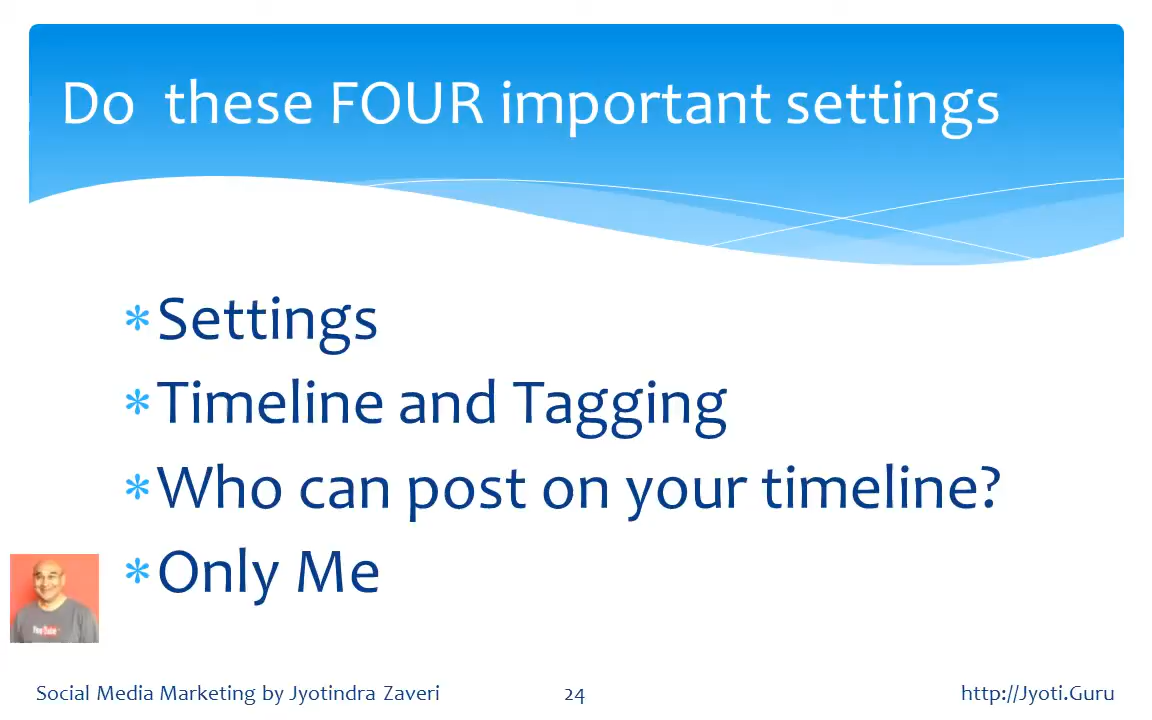 Do these FOUR important settings
*Settings
*Timeline and Tagging
*Who can post on your timeline?
*Only Me
YouTube
Social Media Marketing by Jyotindra Zaveri 24 http://Jyoti.Guru